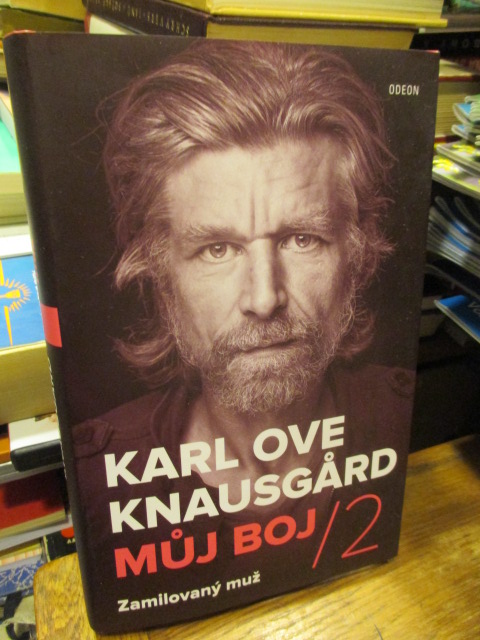 ODEON
KARL OVE
KNAUSGÅRD
MŮJ BOJ/2
Zamilovaný muž